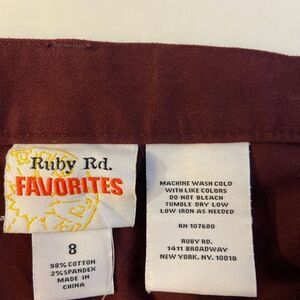 Ruby Rd.
FAVORITES
8
98% COTTON
2% SPANDEX
MADE IN
CHINA
MACHINE WASH COLD
WITH LIKE COLORS
DO NOT BLEACH
TUMBLE DRY LOW
LOW IRON AS NEEDED
RN 107680
RUBY RD.
1411 BROADWAY
NEW YORK, NY. 10018